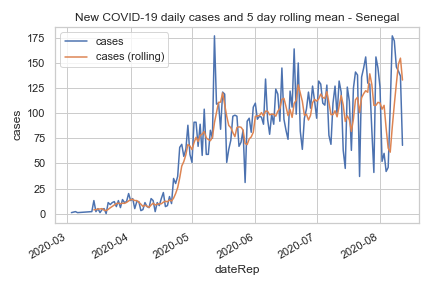 New COVID-19 daily cases and 5 day rolling mean - Senegal
cases
cases (rolling)
175
150
125
100
75
50
25
0
cases
2020-03
2020-04
2020-05
2020-06
2020-07
2020-08
dateRep